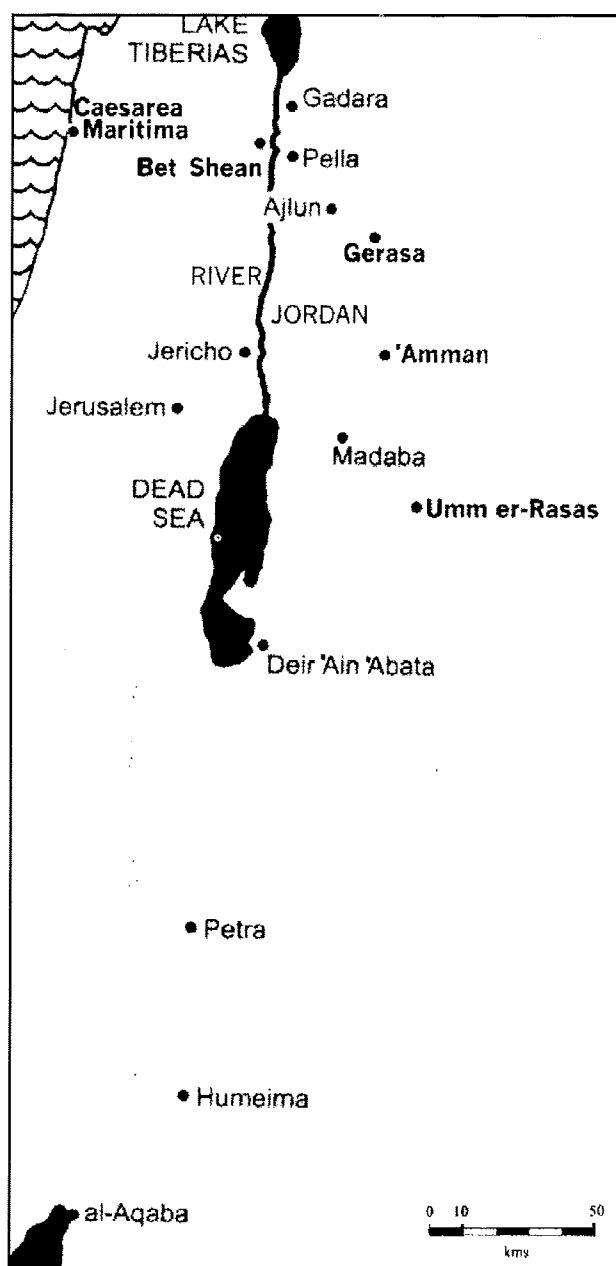 LAKE
TIBERIAS
Gadara
Caesarea
Maritima
Bet Shean
Pella
Ajlun
Gerasa
RIVER
JORDAN
Jericho
'Amman
Jerusalem
Madaba
DEAD
SEA
Umm er-Rasas
Deir 'Ain 'Abata
Petra
Humeima
al-Aqaba
0 10 50
kms